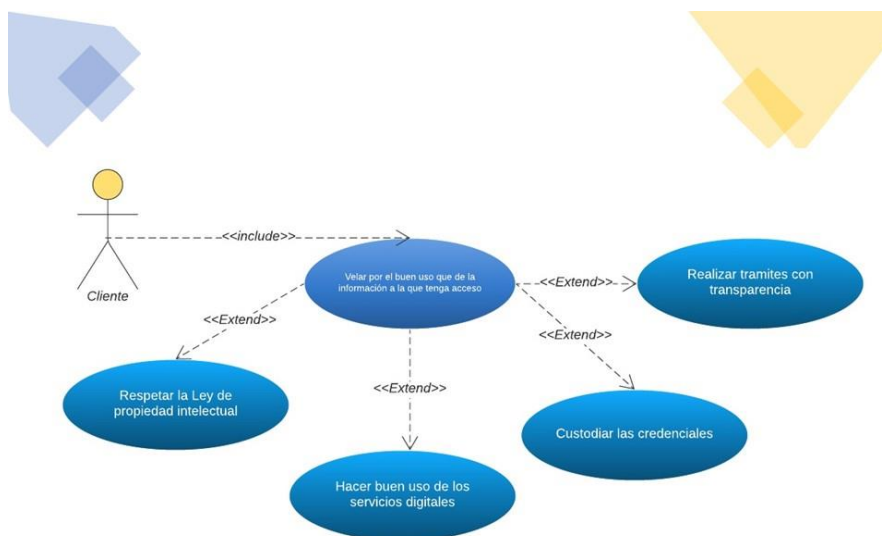 <<include>>
Velar por el buen uso que de la
información a la que tenga acceso
Realizar tramites con
transparencia
<<Extend>>
Cliente
<<Extend>>
<<Extend>>
<<Extend>>
Respetar la Ley de
propiedad intelectual
Custodiar las credenciales
Hacer buen uso de los
servicios digitales